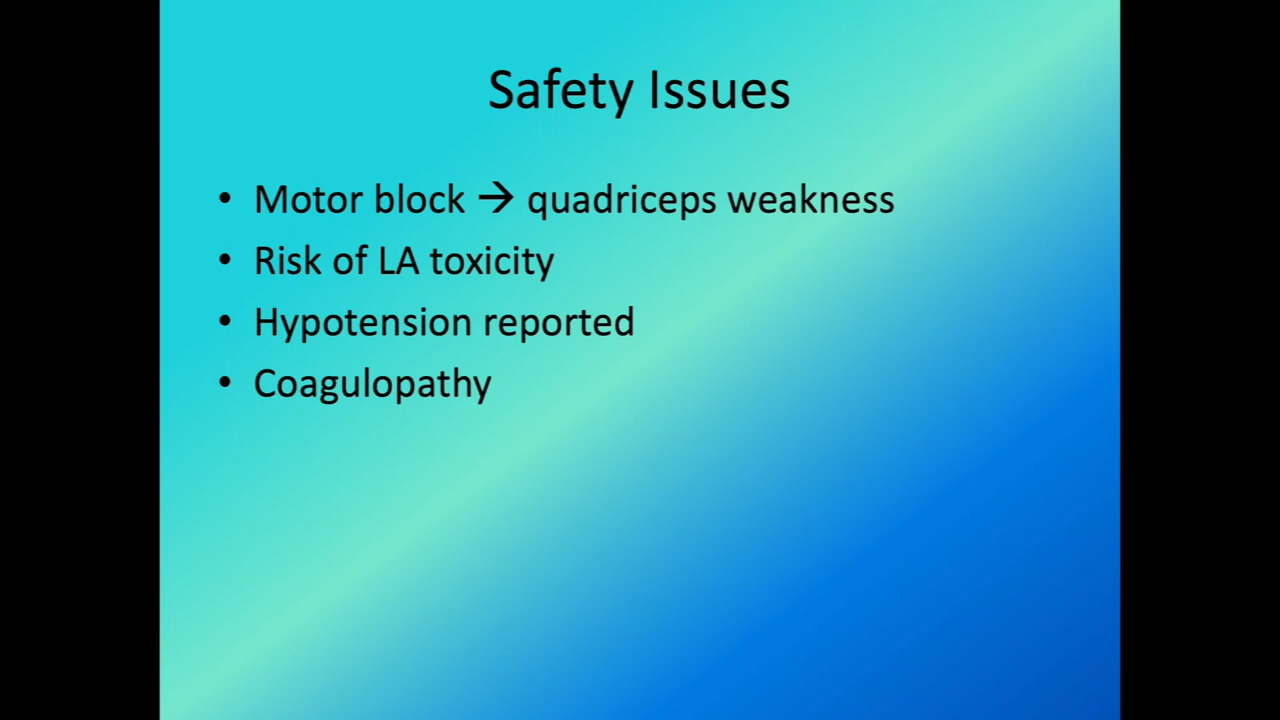 Safety Issues
• Motor block → quadriceps weakness
• Risk of LA toxicity
• Hypotension reported
• Coagulopathy